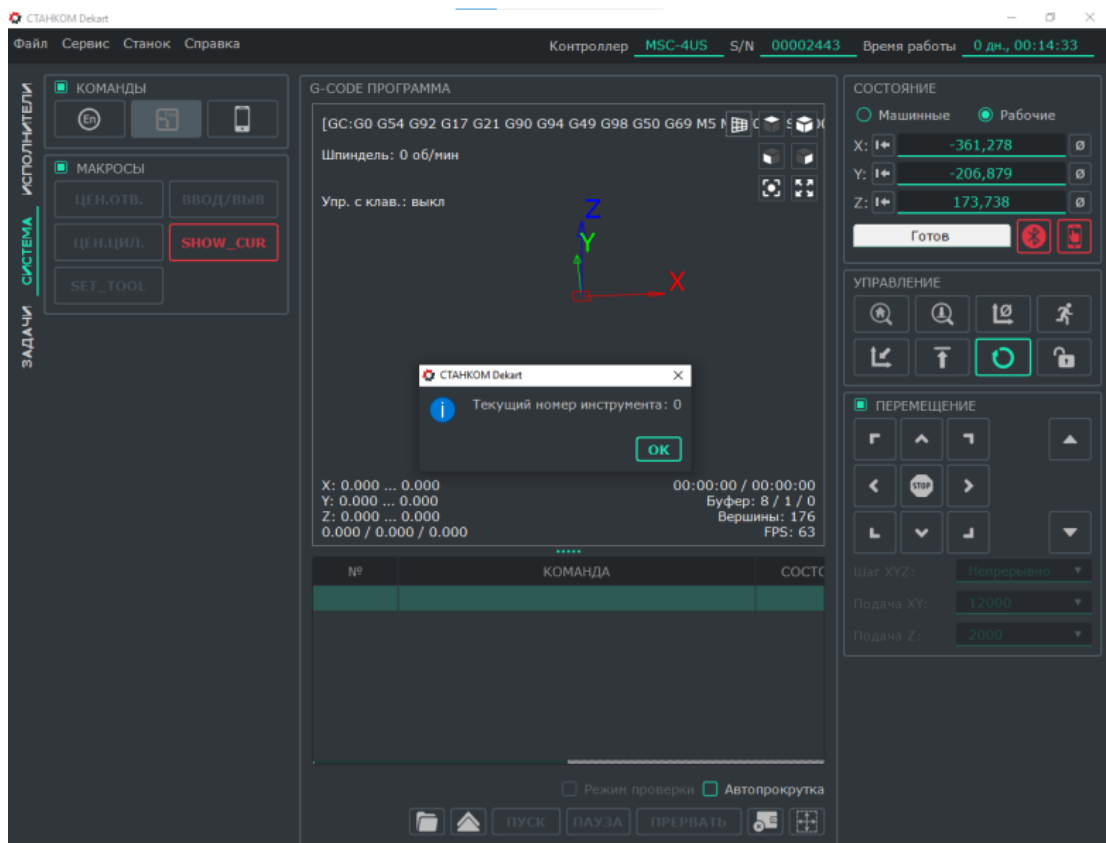 СТАНКОМ Dekart
Файл Сервис Станок Справка
Контроллер MSC-4US S/N 00002443 Время работы 0 дн., 00:14:33
ИСПОЛНИТЕЛИ
СИСТЕМА
ЗАДАЧИ
КОМАНДЫ
En
МАКРОСЫ
ЦЕН.ОТВ. ВВОД/ВЫВ
ЦЕН.ЦИЛ. SHOW_CUR
SET_TOOL
G-CODE ПРОГРАММА
[GC:G0 G54 G92 G17 G21 G90 G94 G49 G98 G50 G69 M5
Шпиндель: 0 об/мин
Упр. с клав.: выкл
Z
Y
X
СТАНКОМ Dekart
Текущий номер инструмента: 0
OK
X: 0.000 ... 0.000
Y: 0.000 ... 0.000
Z: 0.000 ... 0.000
0.000 / 0.000 / 0.000
00:00:00 / 00:00:00
Буфер: 8 / 1 / 0
Вершины: 176
FPS: 63
№ КОМАНДА СОСТО
Режим проверки Автопрокрутка
ПУСК ПАУЗА ПРЕРВАТЬ
СОСТОЯНИЕ
Машинные Рабочие
X: -361,278 Ø
Y: -206,879 Ø
Z: 173,738 Ø
Готов
УПРАВЛЕНИЕ
ПЕРЕМЕЩЕНИЕ
STOP
Шаг XYZ: Непрерывно
Подача XY: 12000
Подача Z: 2000